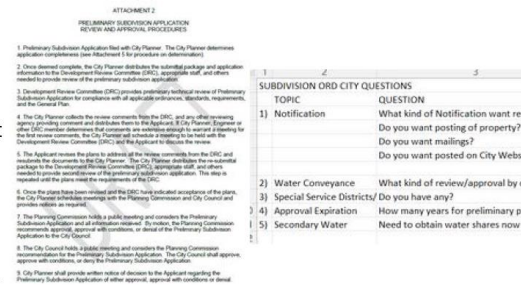 ATTACHMENT 2
PRELIMINARY SUBDIVISION APPLICATION
REVIEW AND APPROVAL PROCEDURES
1. Preliminary Subdivision Application filed with City Planner. The City Planner determines
application completeness (see Attachment 5 for procedure on determination).
2. Once deemed complete, the City Planner distributes the submittal package and application
information to the Development Review Committee (DRC), appropriate staff, and others
needed to provide review of the preliminary subdivision application.
3. Development Review Committee (DRC) provides preliminary technical review of Preliminary
Subdivision Application for compliance with all applicable ordinances, standards, requirements,
and the General Plan.
4. The City Planner collects the review comments from the DRC, and any other reviewing
agency providing comment and distributes them to the Applicant. If City Planner, Engineer or
other DRC member determines that comments are extensive enough to warrant a meeting for
the first review comments, the City Planner will schedule a meeting to be held with the
Development Review Committee (DRC) and the Applicant to discuss the review.
5. The Applicant revises the plans to address all the review comments from the DRC and
resubmits the documents to the City Planner. The City Planner distributes the re-submittal
package to the Development Review Committee (DRC), appropriate staff, and others
needed to provide second review of the preliminary subdivision application. This step is
repeated until the plans meet the requirements of the DRC.
6. Once the plans have been revised and the DRC have indicated acceptance of the plans,
the City Planner schedules meetings with the Planning Commission and City Council and
provides notices as required.
7. The Planning Commission holds a public meeting and considers the Preliminary
Subdivision Application and all information received. By motion, the Planning Commission
recommends approval, approval with conditions, or denial of the Preliminary Subdivision
Application to the City Council.
8. The City Council holds a public meeting and considers the Planning Commission
recommendation for the Preliminary Subdivision Application. The City Council shall approve,
approve with conditions, or deny the Preliminary Subdivision Application.
9. City Planner shall provide written notice of decision to the Applicant regarding the
Preliminary Subdivision Application of either approval, approval with conditions or denial
1 2 3
SUBDIVISION ORD CITY QUESTIONS
TOPIC QUESTION
1) Notification What kind of Notification want re
Do you want posting of property?
Do you want mailings?
Do you want posted on City Webs
2) Water Conveyance What kind of review/approval by
3) Special Service Districts/ Do you have any?
4) Approval Expiration How many years for preliminary p
5) Secondary Water Need to obtain water shares now